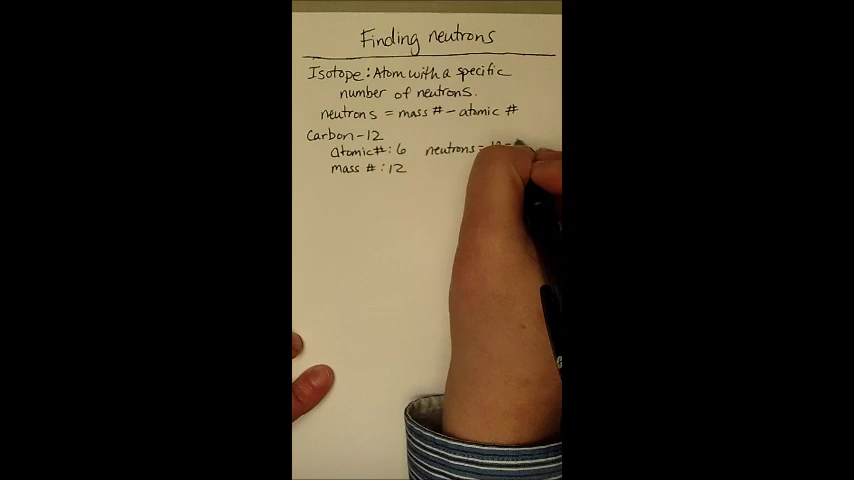 Finding neutrons
Isotope: Atom with a specific
number of neutrons.
neutrons = mass # - atomic #
Carbon-12
atomic#: 6 neutrons =
mass #: 12